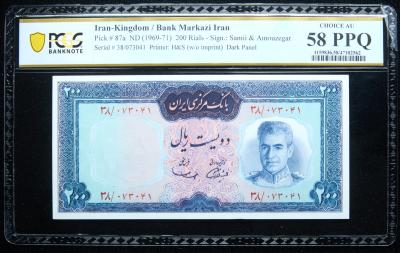 PCGS
BANKNOTE
Iran-Kingdom / Bank Markazi Iran
Pick # 87a ND (1969-71) 200 Rials - Sign.: Samii & Amouzegar
Serial # 38/073041 Printer: H&S (w/o imprint) Dark Panel
CHOICE AU
58 PPQ
۲۰۰
بانک مرکزی ایران
۲۰۰
۳۸/۰۷۳۰۴۱
دویست ریال
۳۸/۰۷۳۰۴۱
۲۰۰
۲۰۰